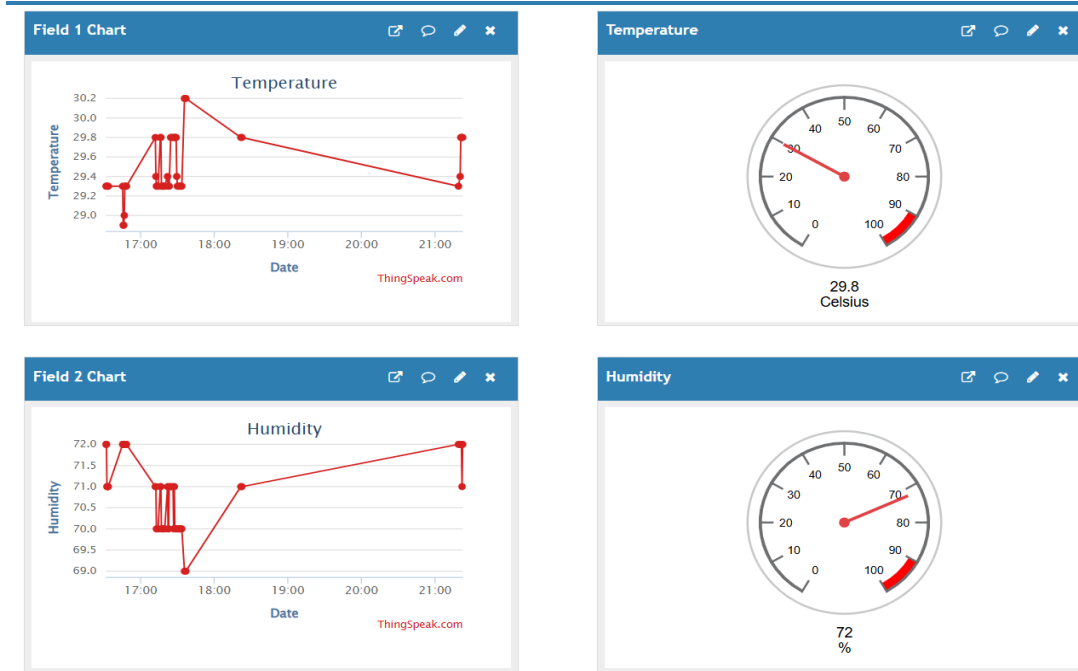 Field 1 Chart
Temperature
Temperature
30.2
30.0
29.8
29.6
29.4
29.2
29.0
Temperature
17:00 18:00 19:00 20:00 21:00
Date
ThingSpeak.com
0 10 20 30 40 50 60 70 80 90 100
29.8
Celsius
Field 2 Chart
Humidity
Humidity
72.0
71.5
71.0
70.5
70.0
69.5
69.0
Humidity
17:00 18:00 19:00 20:00 21:00
Date
ThingSpeak.com
0 10 20 30 40 50 60 70 80 90 100
72
%